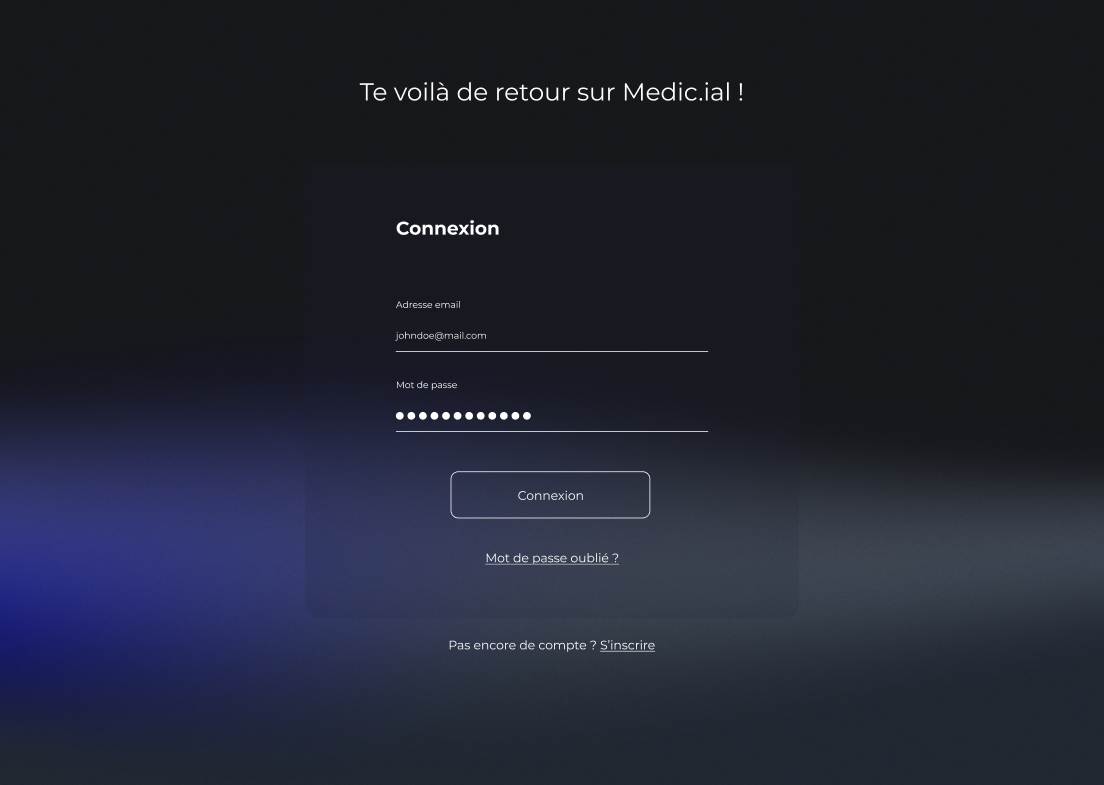 Te voilà de retour sur Medic.ial !
Connexion
Adresse email
johndoe@mail.com
Mot de passe
●●●●●●●●●●●●
Connexion
Mot de passe oublié ?
Pas encore de compte ? S’inscrire